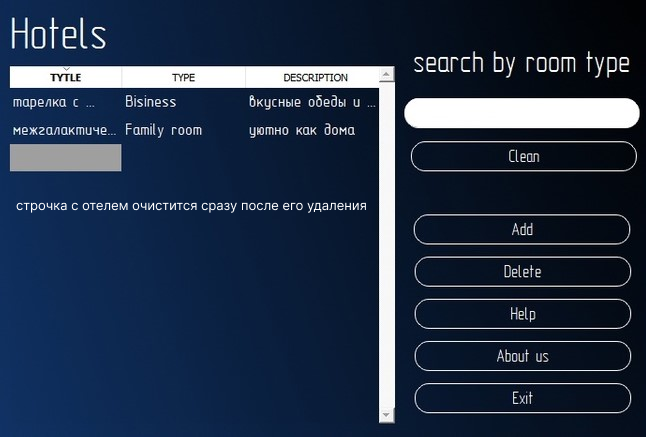 Hotels
search by room type
TYTLE TYPE DESCRIPTION
тарелка с ... Bisiness вкусные обеды и ...
межгалактиче... Family room уютно как дома
Clean
строчка с отелем очистится сразу после его удаления
Add
Delete
Help
About us
Exit